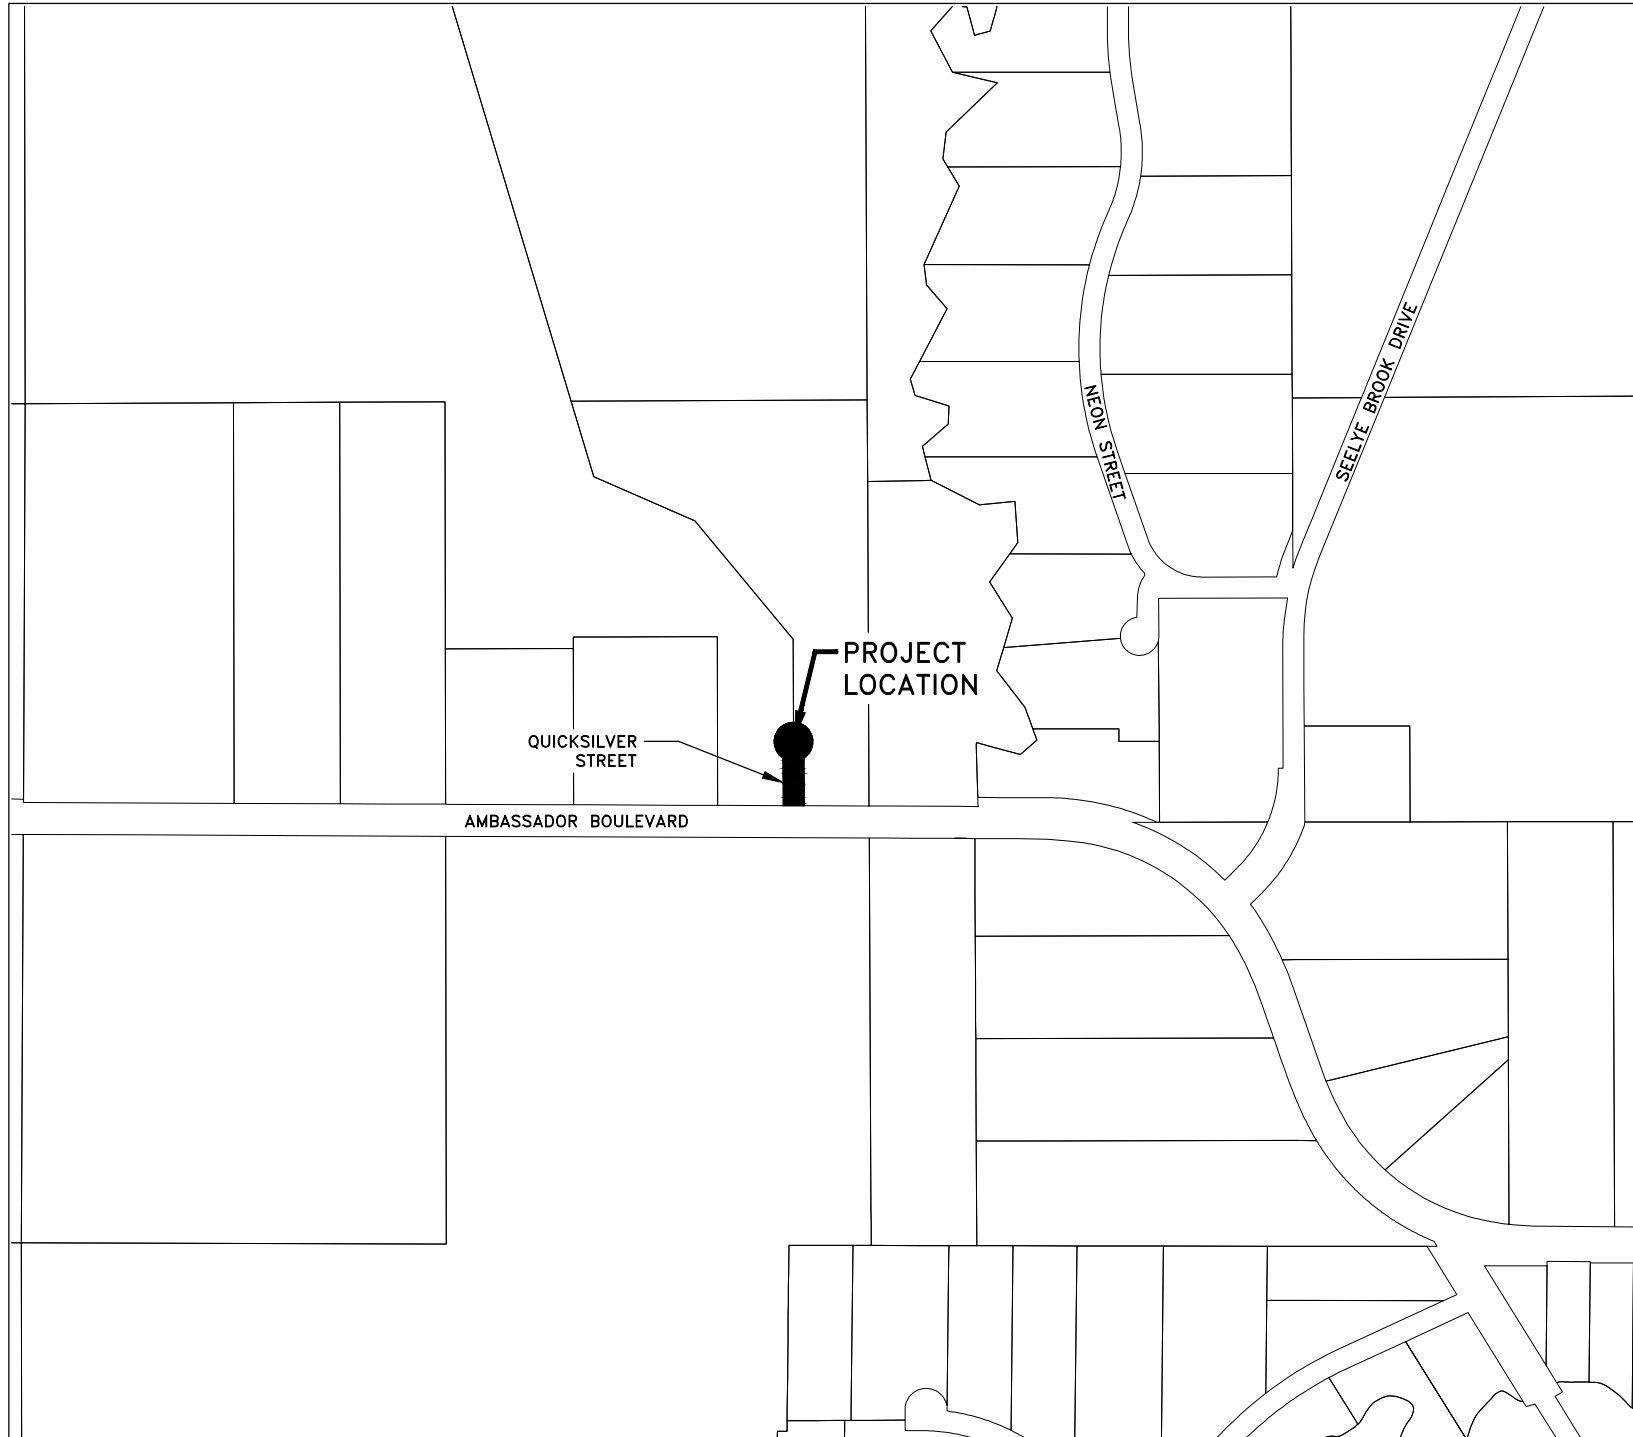 NEON STREET
SEELYE BROOK DRIVE
PROJECT
LOCATION
QUICKSILVER
STREET
AMBASSADOR BOULEVARD